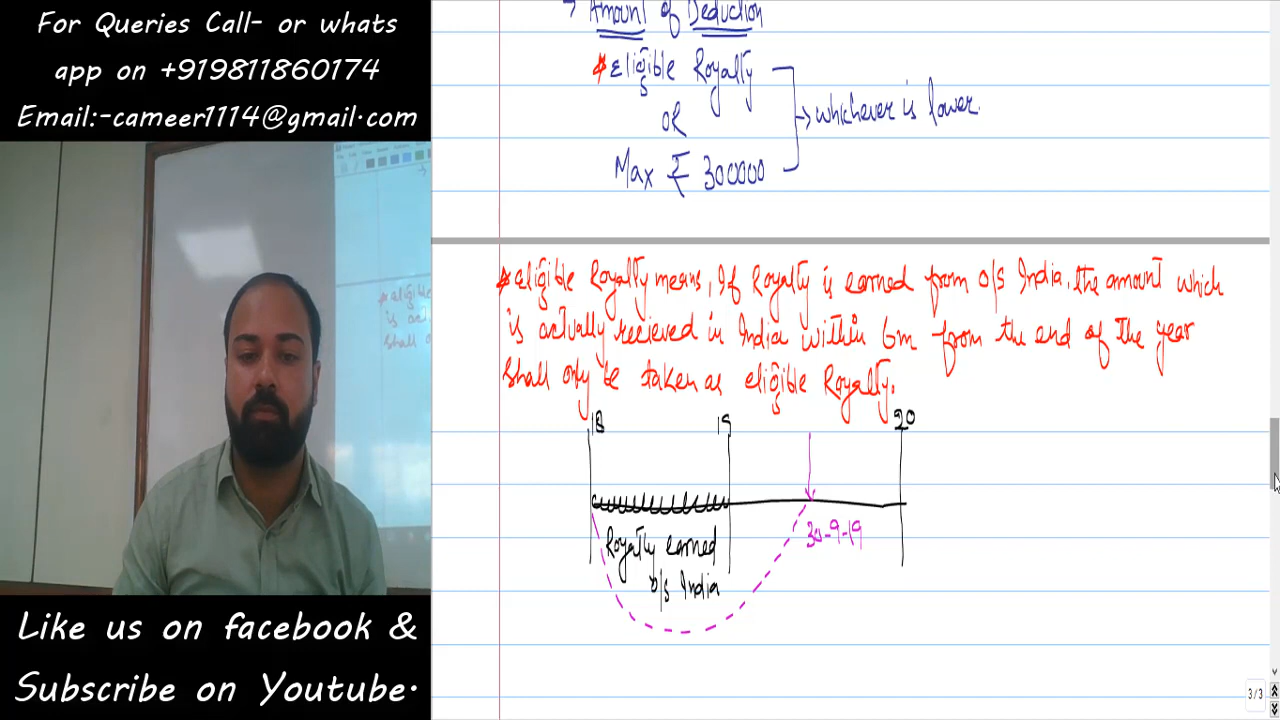 For Queries Call- or whats
app on +919811860174
Email:-cameer1114@gmail.com
→ Amount of Deduction
* Eligible Royalty
OR
Max ₹ 300000
→ whichever is lower.
* Eligible Royalty means, If Royalty is earned from o/s India, the amount which
is actually recieved in India within 6m from the end of the year
shall only be taken as eligible Royalty.
18 19 20
30-9-19
Royalty earned
o/s India
Like us on facebook &
Subscribe on Youtube.
3/3